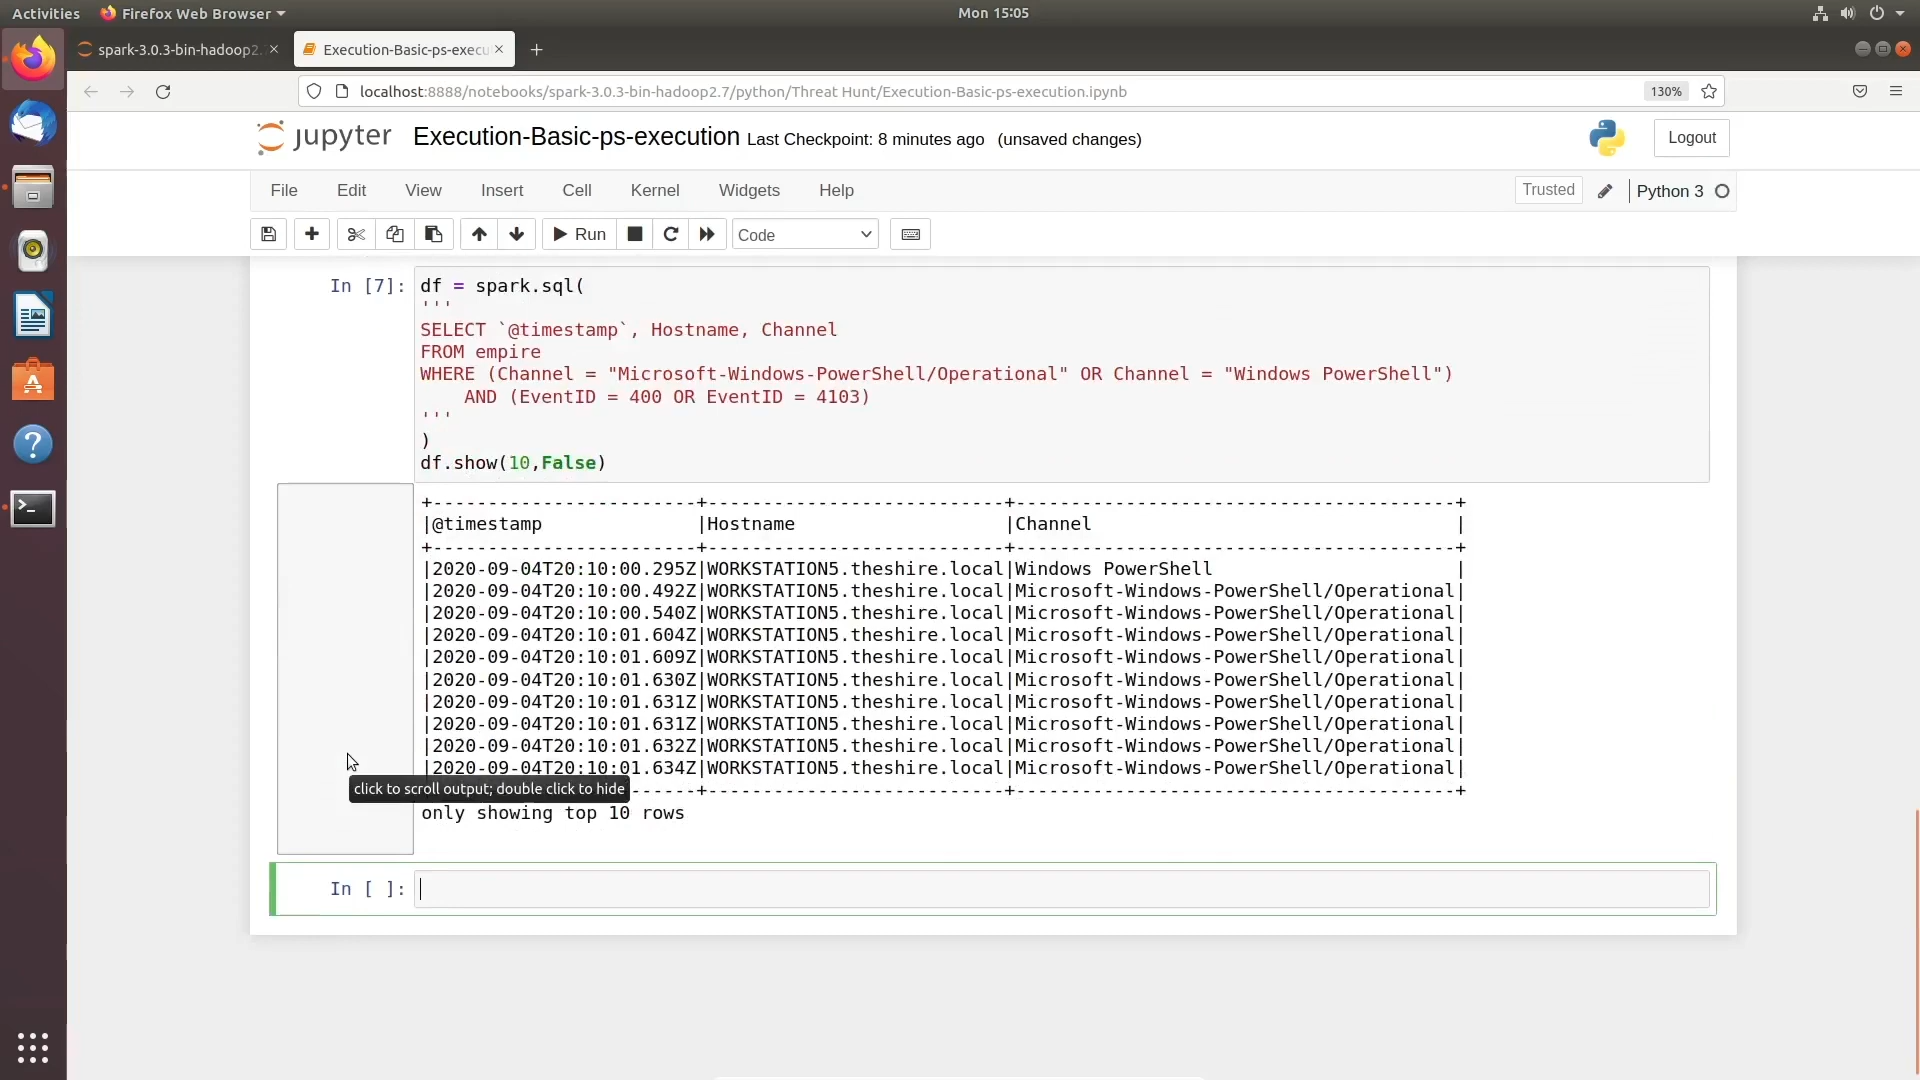 Activities Firefox Web Browser Mon 15:05
spark-3.0.3-bin-hadoop2. Execution-Basic-ps-execu
localhost:8888/notebooks/spark-3.0.3-bin-hadoop2.7/python/Threat Hunt/Execution-Basic-ps-execution.ipynb 130%
jupyter Execution-Basic-ps-execution Last Checkpoint: 8 minutes ago (unsaved changes) Logout
File Edit View Insert Cell Kernel Widgets Help Trusted Python 3
Run Code
In [7]: df = spark.sql(
'''
SELECT `@timestamp`, Hostname, Channel
FROM empire
WHERE (Channel = "Microsoft-Windows-PowerShell/Operational" OR Channel = "Windows PowerShell")
AND (EventID = 400 OR EventID = 4103)
'''
)
df.show(10,False)
+------------------------+---------------------------+----------------------------------------+
|@timestamp |Hostname |Channel |
+------------------------+---------------------------+----------------------------------------+
|2020-09-04T20:10:00.295Z|WORKSTATION5.theshire.local|Windows PowerShell |
|2020-09-04T20:10:00.492Z|WORKSTATION5.theshire.local|Microsoft-Windows-PowerShell/Operational|
|2020-09-04T20:10:00.540Z|WORKSTATION5.theshire.local|Microsoft-Windows-PowerShell/Operational|
|2020-09-04T20:10:01.604Z|WORKSTATION5.theshire.local|Microsoft-Windows-PowerShell/Operational|
|2020-09-04T20:10:01.609Z|WORKSTATION5.theshire.local|Microsoft-Windows-PowerShell/Operational|
|2020-09-04T20:10:01.630Z|WORKSTATION5.theshire.local|Microsoft-Windows-PowerShell/Operational|
|2020-09-04T20:10:01.631Z|WORKSTATION5.theshire.local|Microsoft-Windows-PowerShell/Operational|
|2020-09-04T20:10:01.631Z|WORKSTATION5.theshire.local|Microsoft-Windows-PowerShell/Operational|
|2020-09-04T20:10:01.632Z|WORKSTATION5.theshire.local|Microsoft-Windows-PowerShell/Operational|
|2020-09-04T20:10:01.634Z|WORKSTATION5.theshire.local|Microsoft-Windows-PowerShell/Operational|
click to scroll output; double click to hide ------+---------------------------+----------------------------------------+
only showing top 10 rows
In [ ]: